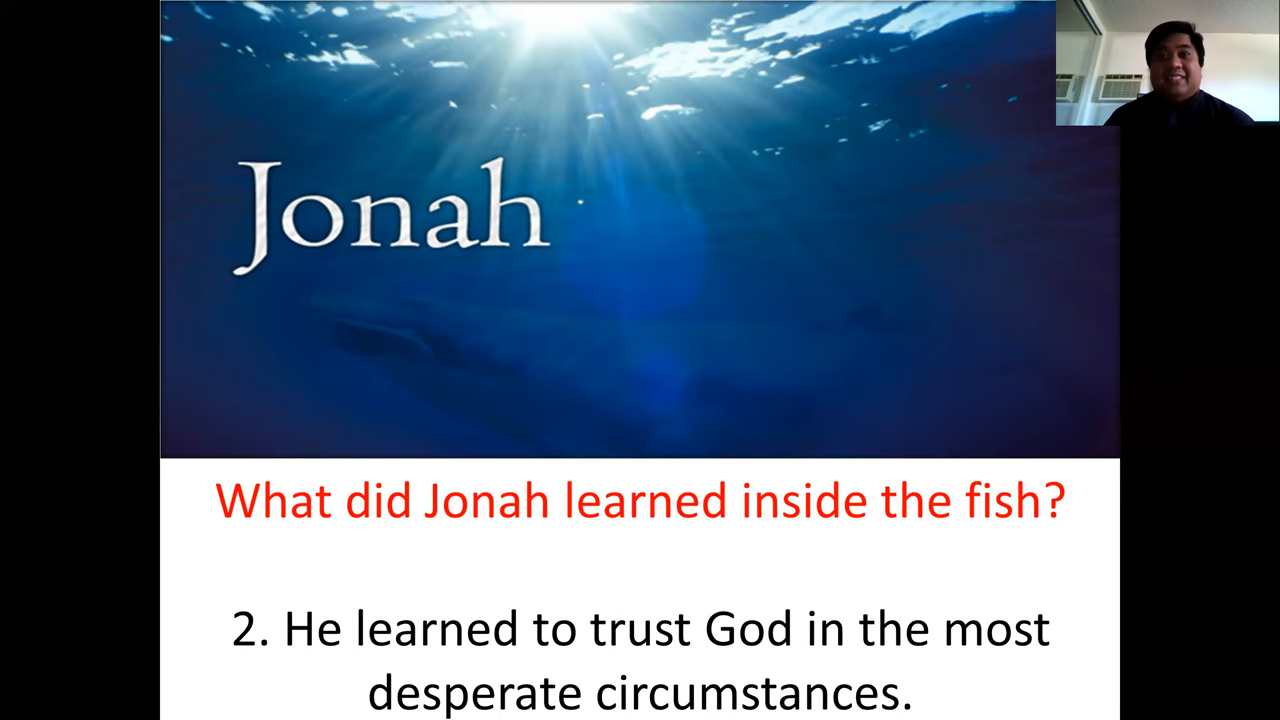 Jonah
What did Jonah learned inside the fish?
2. He learned to trust God in the most
desperate circumstances.